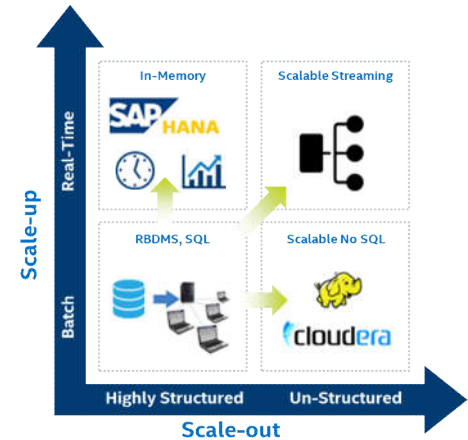 In-Memory
Scalable Streaming
SAP HANA
Real-Time
Scale-up
RBDMS, SQL
Scalable No SQL
Batch
cloudera
Highly Structured
Un-Structured
Scale-out